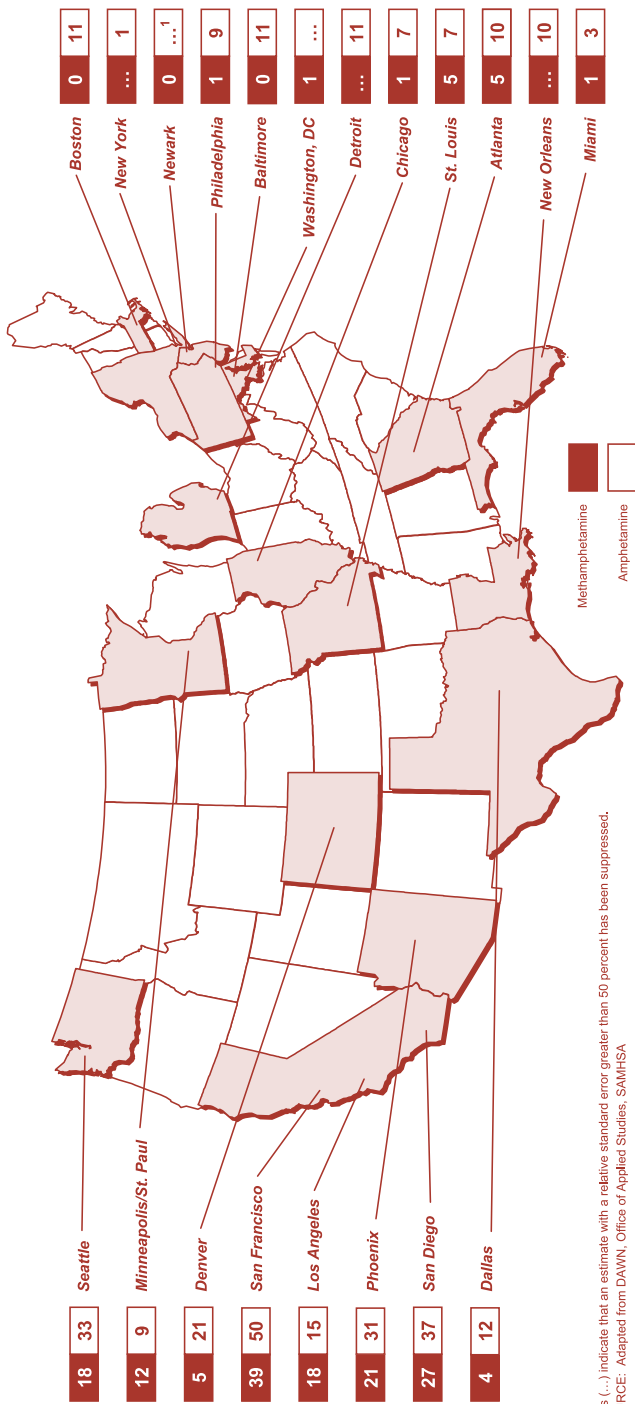 18 33 Seattle
12 9 Minneapolis/St. Paul
5 21 Denver
39 50 San Francisco
18 15 Los Angeles
21 31 Phoenix
27 37 San Diego
4 12 Dallas
Boston 0 11
New York ... 1
Newark 0 ...¹
Philadelphia 1 9
Baltimore 0 11
Washington, DC 1 ...
Detroit ... 11
Chicago 1 7
St. Louis 5 7
Atlanta 5 10
New Orleans ... 10
Miami 1 3
Methamphetamine
Amphetamine
s (...) indicate that an estimate with a relative standard error greater than 50 percent has been suppressed.
RCE: Adapted from DAWN, Office of Applied Studies, SAMHSA